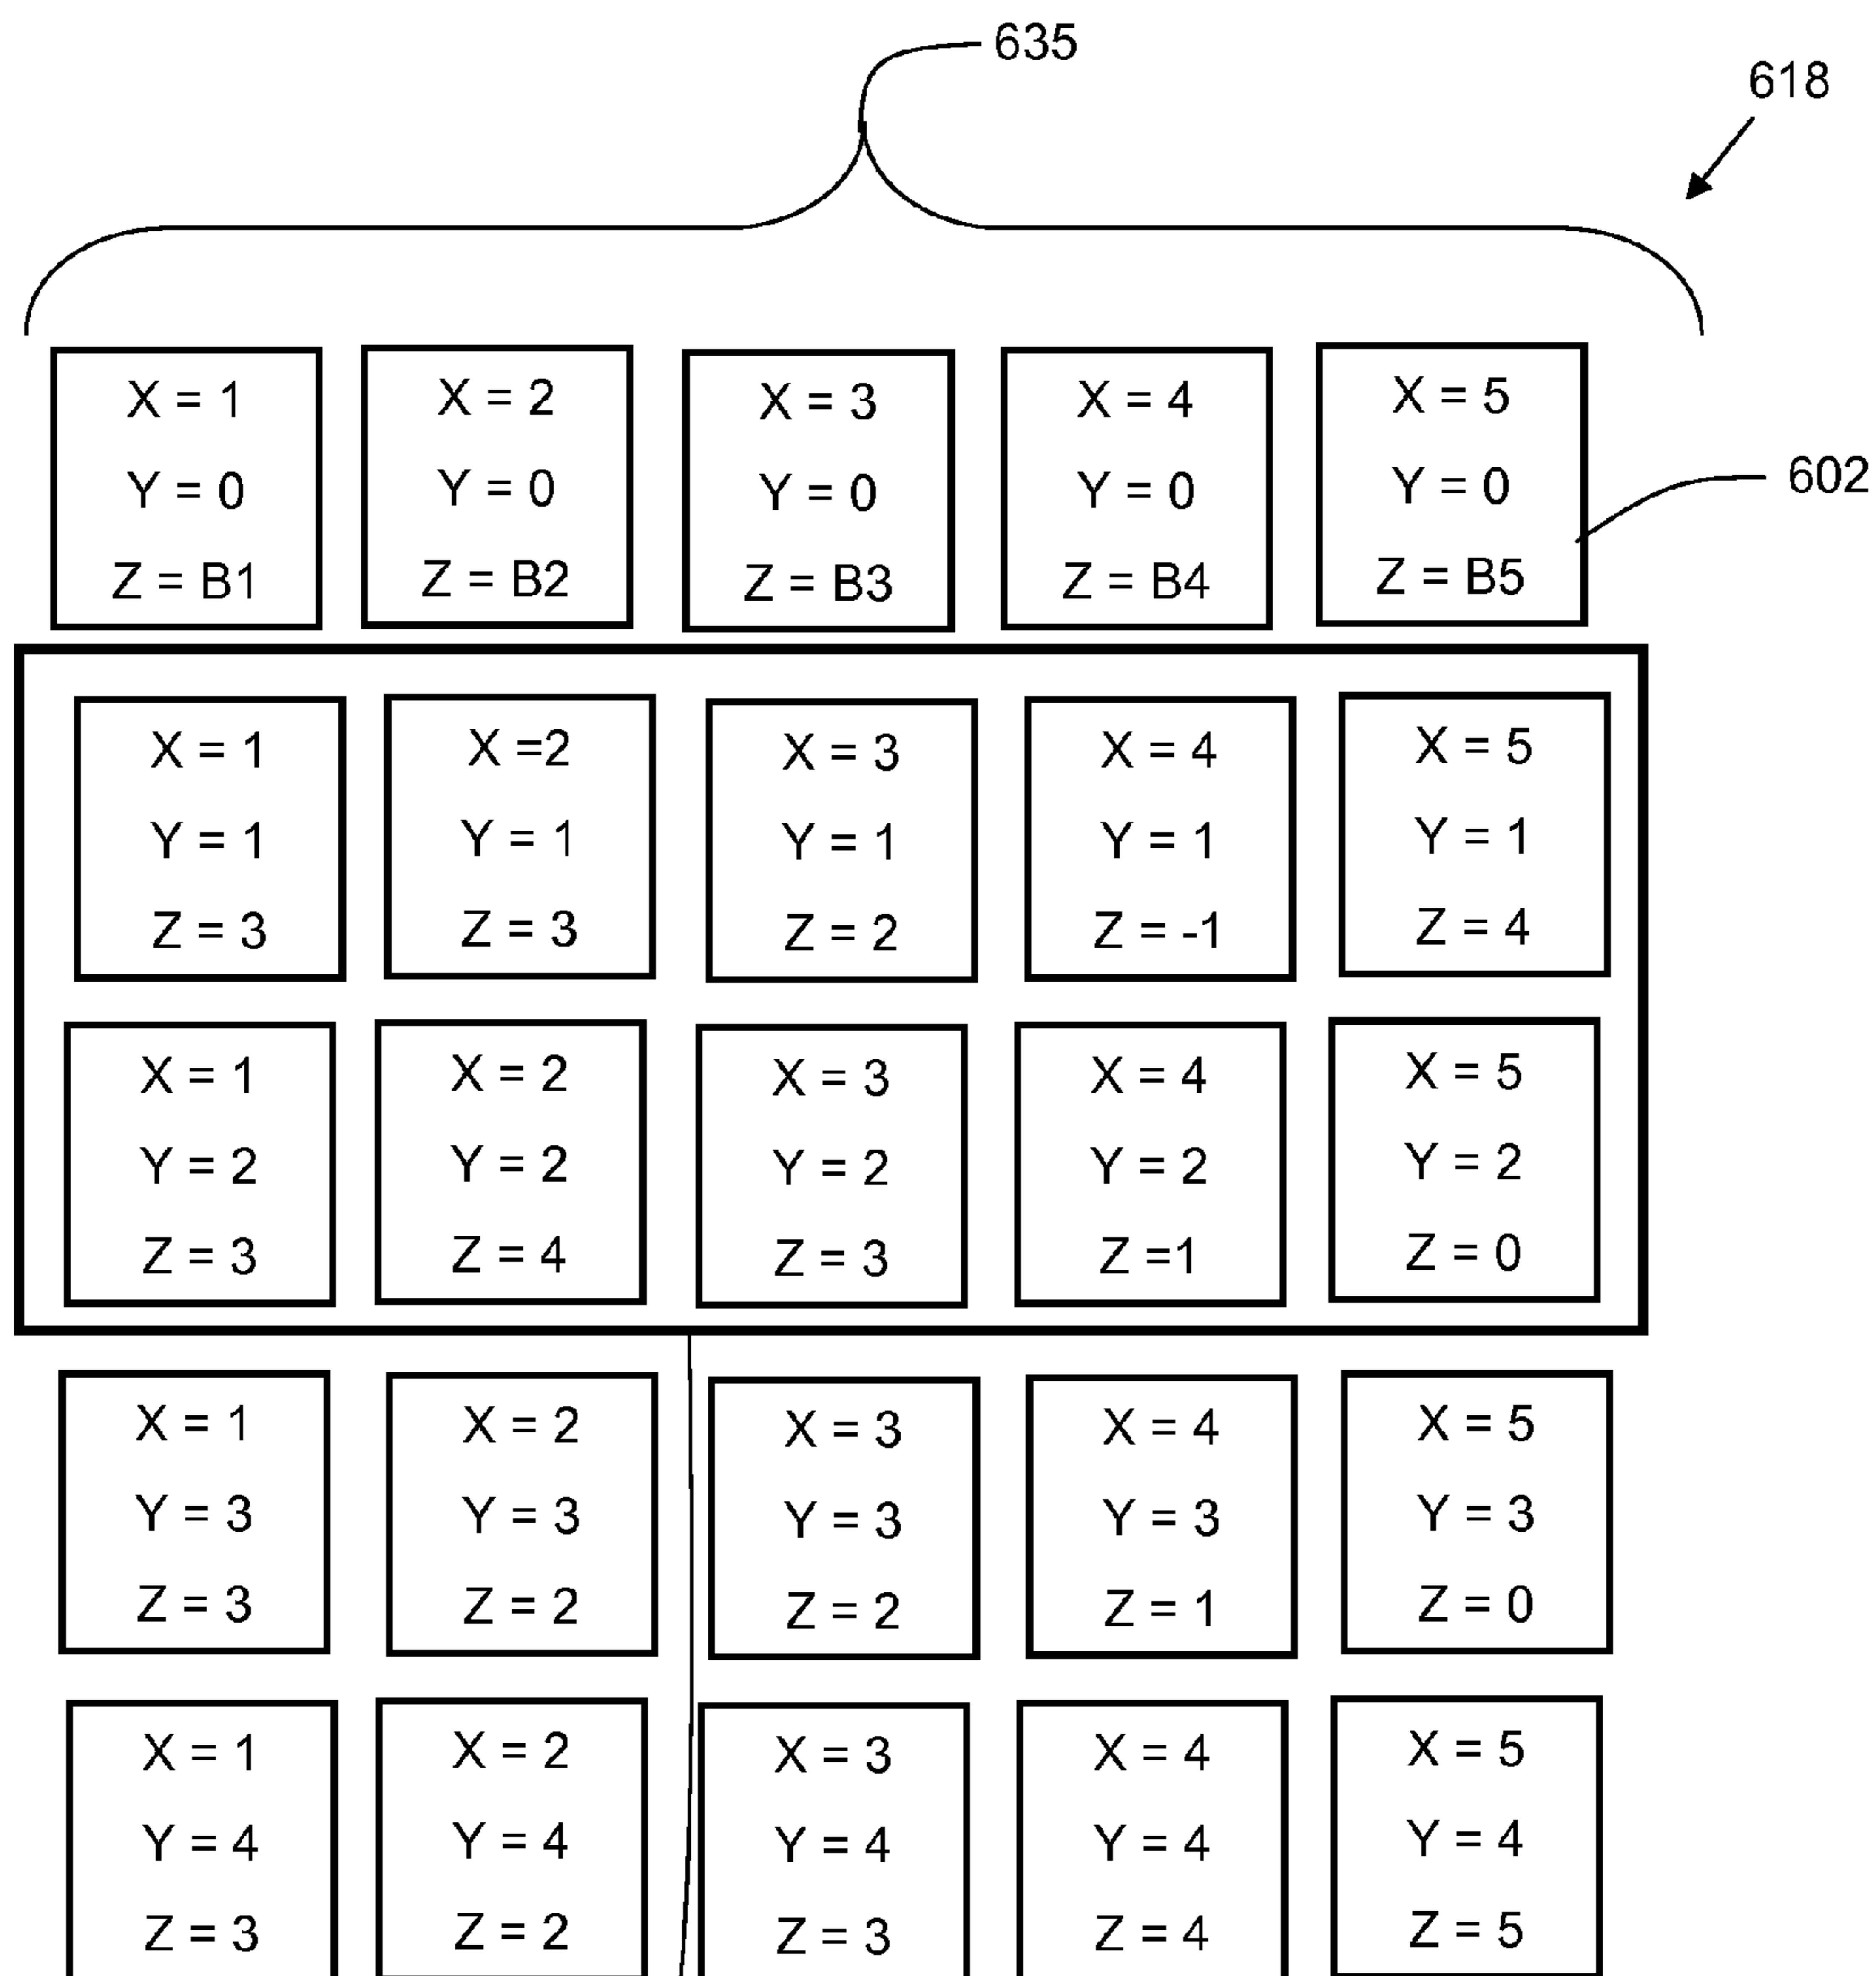 635
618
X = 1 X = 2 X = 3 X = 4 X = 5
Y = 0 Y = 0 Y = 0 Y = 0 Y = 0
602
Z = B1 Z = B2 Z = B3 Z = B4 Z = B5
X = 1 X =2 X = 3 X = 4 X = 5
Y = 1 Y = 1 Y = 1 Y = 1 Y = 1
Z = 3 Z = 3 Z = 2 Z = -1 Z = 4
X = 1 X = 2 X = 3 X = 4 X = 5
Y = 2 Y = 2 Y = 2 Y = 2 Y = 2
Z = 3 Z = 4 Z = 3 Z =1 Z = 0
X = 1 X = 2 X = 3 X = 4 X = 5
Y = 3 Y = 3 Y = 3 Y = 3 Y = 3
Z = 3 Z = 2 Z = 2 Z = 1 Z = 0
X = 1 X = 2 X = 3 X = 4 X = 5
Y = 4 Y = 4 Y = 4 Y = 4 Y = 4
Z = 3 Z = 2 Z = 3 Z = 4 Z = 5